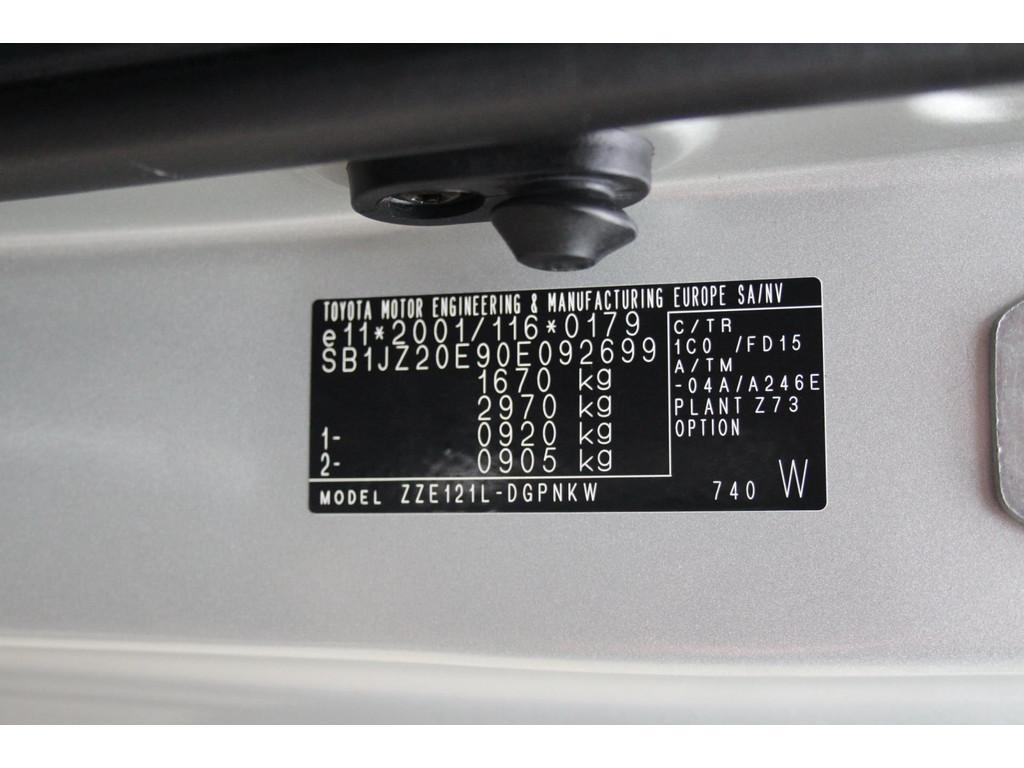 TOYOTA MOTOR ENGINEERING & MANUFACTURING EUROPE SA/NV
e11*2001/116*0179
SB1JZ20E90E092699
1670 kg
2970 kg
1- 0920 kg
2- 0905 kg
C/TR
1C0 /FD15
A/TM
-04A/A246E
PLANT Z73
OPTION
MODEL ZZE121L-DGPNKW 740 W